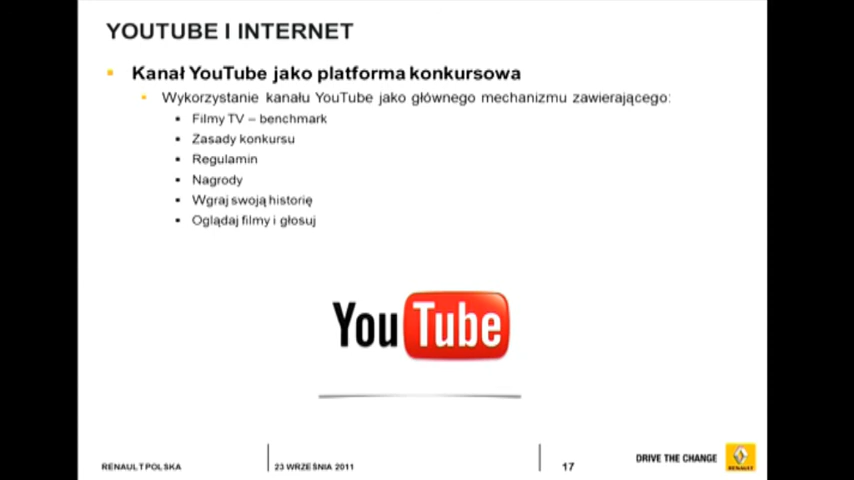 YOUTUBE I INTERNET
Kanał YouTube jako platforma konkursowa
Wykorzystanie kanału YouTube jako głównego mechanizmu zawierającego:
Filmy TV – benchmark
Zasady konkursu
Regulamin
Nagrody
Wgraj swoją historię
Oglądaj filmy i głosuj
YouTube
RENAULT POLSKA
23 WRZEŚNIA 2011
17
DRIVE THE CHANGE
RENAULT